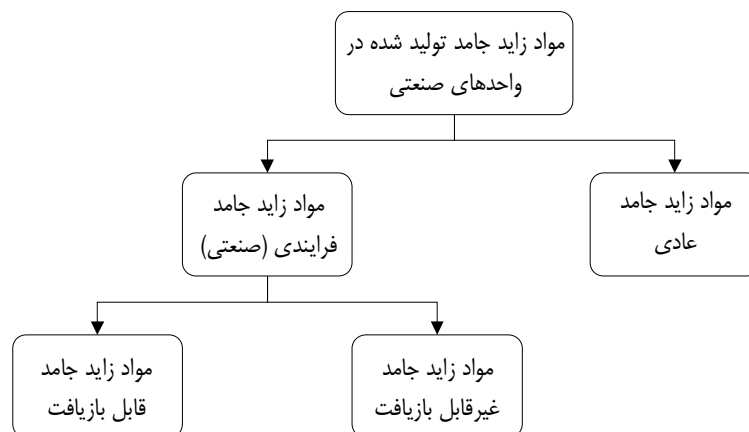 مواد زاید جامد تولید شده در
واحدهای صنعتی
مواد زاید جامد
عادی
مواد زاید جامد
فرایندی (صنعتی)
مواد زاید جامد
غیرقابل بازیافت
مواد زاید جامد
قابل بازیافت